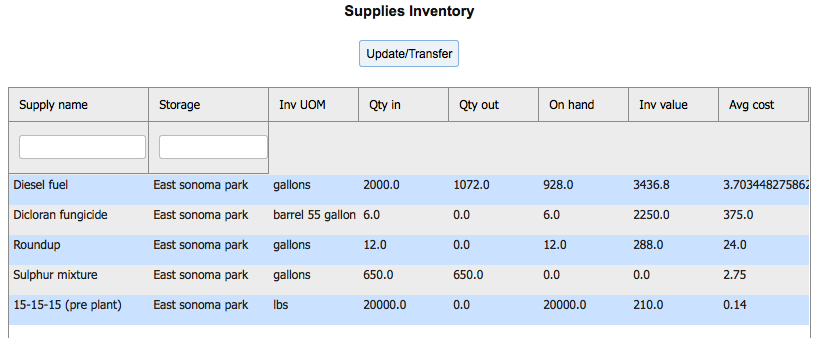 Supplies Inventory
Update/Transfer
Supply name Storage Inv UOM Qty in Qty out On hand Inv value Avg cost
Diesel fuel East sonoma park gallons 2000.0 1072.0 928.0 3436.8 3.703448275862
Dicloran fungicide East sonoma park barrel 55 gallon 6.0 0.0 6.0 2250.0 375.0
Roundup East sonoma park gallons 12.0 0.0 12.0 288.0 24.0
Sulphur mixture East sonoma park gallons 650.0 650.0 0.0 0.0 2.75
15-15-15 (pre plant) East sonoma park lbs 20000.0 0.0 20000.0 210.0 0.14